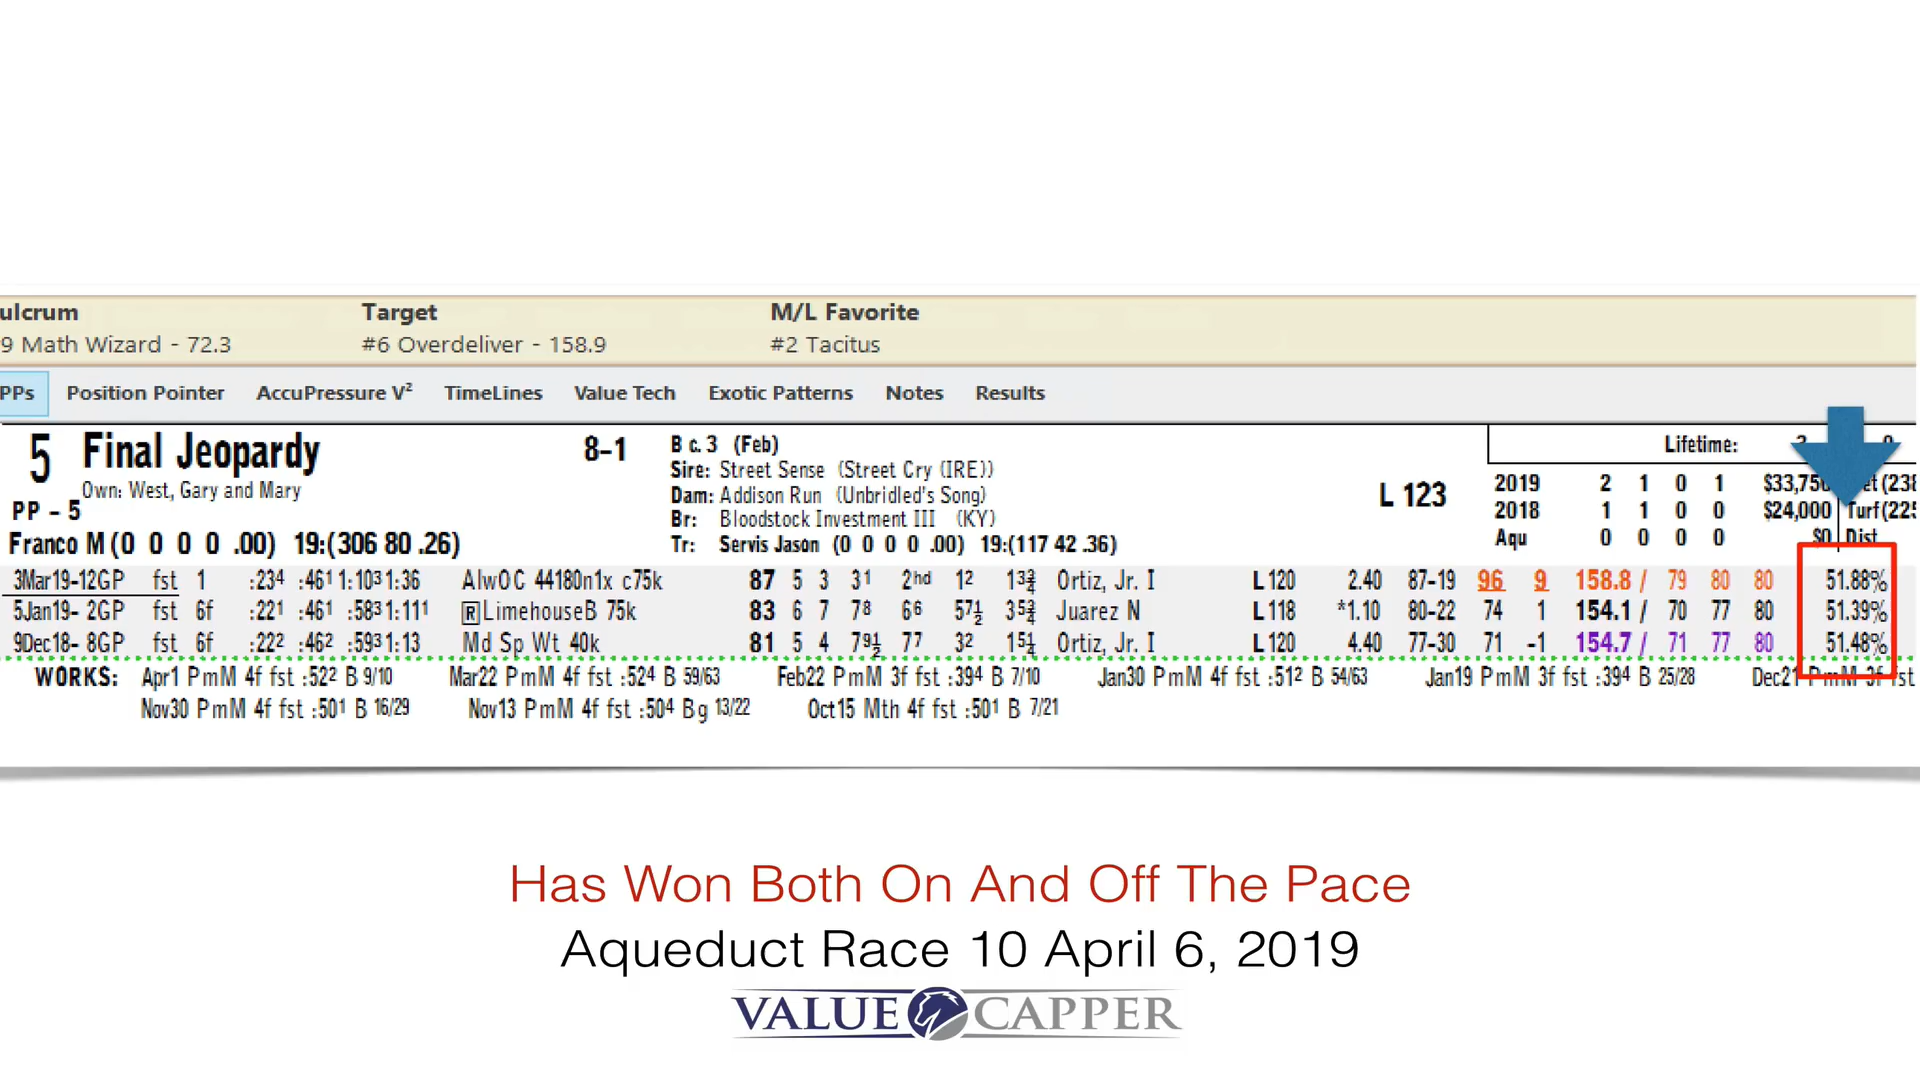 ulcrum Target M/L Favorite
9 Math Wizard - 72.3 #6 Overdeliver - 158.9 #2 Tacitus
PPs Position Pointer AccuPressure V² TimeLines Value Tech Exotic Patterns Notes Results
5 Final Jeopardy 8-1 B c. 3 (Feb) Lifetime:
Own: West, Gary and Mary Sire: Street Sense (Street Cry (IRE)) 2019 2 1 0 1
PP - 5 Dam: Addison Run (Unbridled's Song) L 123 2018 1 1 0 0 $24,000 Turf (225
Br: Bloodstock Investment III (KY) Aqu 0 0 0 0 $0 Dist
Franco M (0 0 0 0 .00) 19:(306 80 .26) Tr: Servis Jason (0 0 0 0 .00) 19:(117 42 .36)
3Mar19-12GP fst 1 :23⁴ :46¹ 1:10³ 1:36 AlwOC 44180n1x c75k 87 5 3 3¹ 2hd 1² 1³¾ Ortiz, Jr. I L 120 2.40 87-19 96 9 158.8 / 79 80 80 51.88%
5Jan19- 2GP fst 6f :22¹ :46¹ :58³ 1:11¹ R LimehouseB 75k 83 6 7 7⁸ 6⁶ 5⁷½ 3⁵¾ Juarez N L 118 *1.10 80-22 74 1 154.1 / 70 77 80 51.39%
9Dec18- 8GP fst 6f :22² :46² :59³ 1:13 Md Sp Wt 40k 81 5 4 7⁹½ 7⁷ 3² 1⁵¼ Ortiz, Jr. I L 120 4.40 77-30 71 -1 154.7 / 71 77 80 51.48%
WORKS: Apr1 PmM 4f fst :52² B 9/10 Mar22 PmM 4f fst :52⁴ B 59/63 Feb22 PmM 3f fst :39⁴ B 7/10 Jan30 PmM 4f fst :51² B 54/63 Jan19 PmM 3f fst :39⁴ B 25/28 Dec21 PmM 3f fst
Nov30 PmM 4f fst :50¹ B 16/29 Nov13 PmM 4f fst :50⁴ Bg 13/22 Oct15 Mth 4f fst :50¹ B 7/21
Has Won Both On And Off The Pace
Aqueduct Race 10 April 6, 2019
VALUE CAPPER